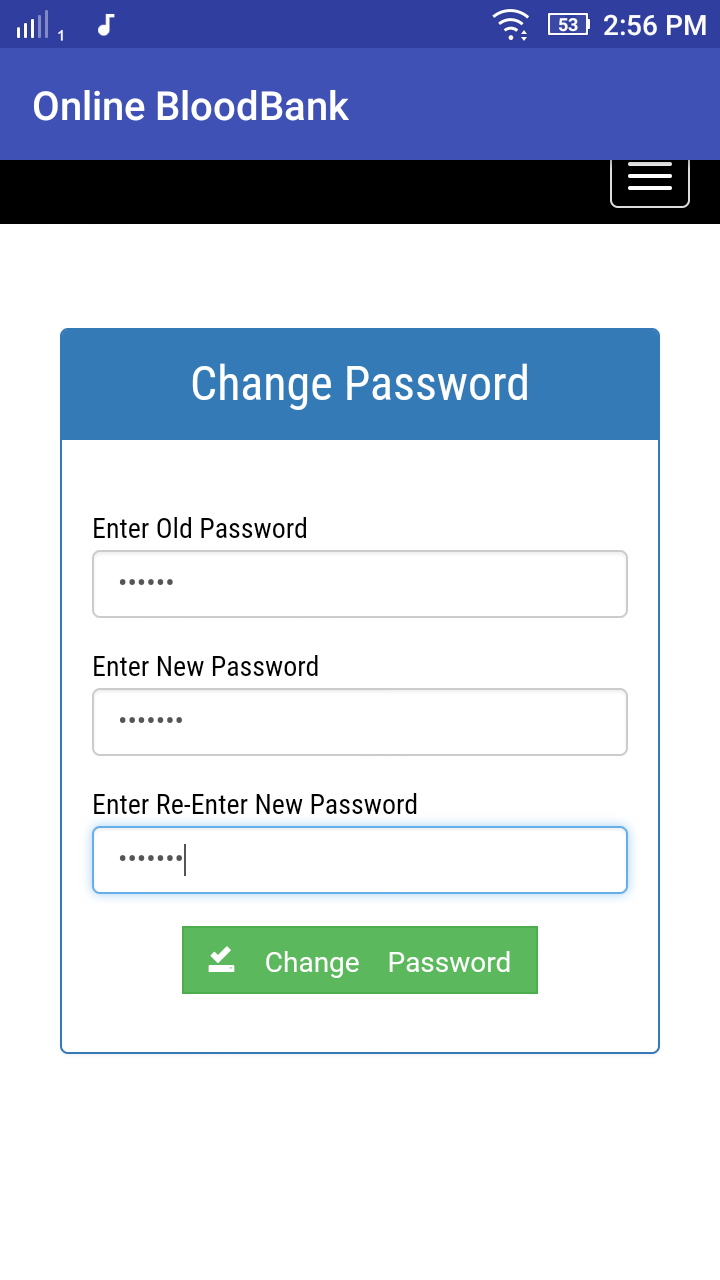 1 53 2:56 PM
Online BloodBank
Change Password
Enter Old Password
••••••
Enter New Password
•••••••
Enter Re-Enter New Password
•••••••
Change Password